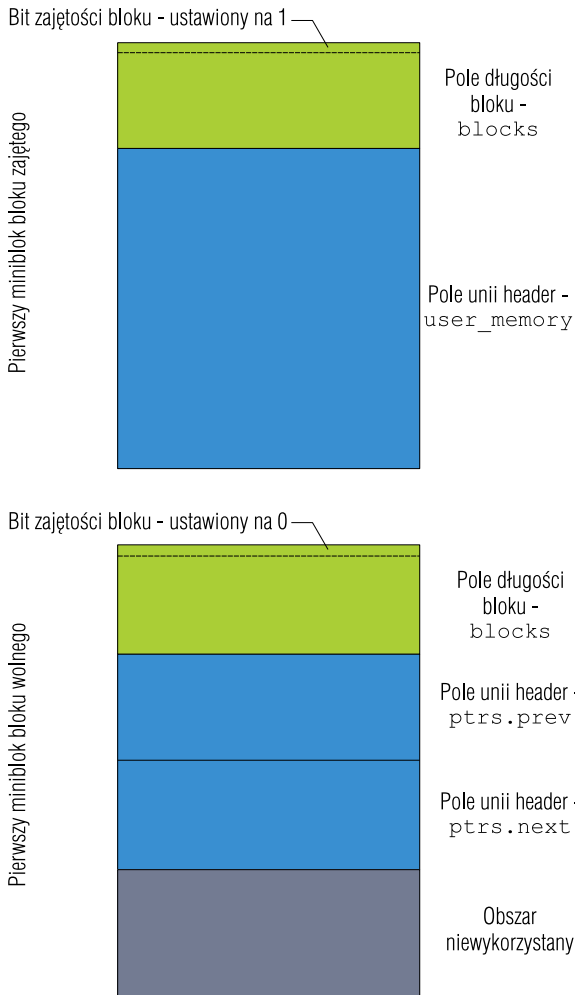 Bit zajętości bloku - ustawiony na 1
Pierwszy miniblok bloku zajętego
Pole długości
bloku -
blocks
Pole unii header -
user_memory
Bit zajętości bloku - ustawiony na 0
Pierwszy miniblok bloku wolnego
Pole długości
bloku -
blocks
Pole unii header -
ptrs.prev
Pole unii header -
ptrs.next
Obszar
niewykorzystany